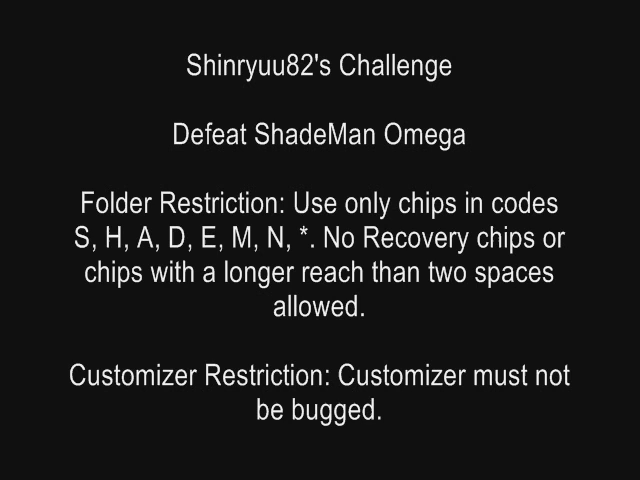 Shinryuu82's Challenge
Defeat ShadeMan Omega
Folder Restriction: Use only chips in codes
S, H, A, D, E, M, N, *. No Recovery chips or
chips with a longer reach than two spaces
allowed.
Customizer Restriction: Customizer must not
be bugged.